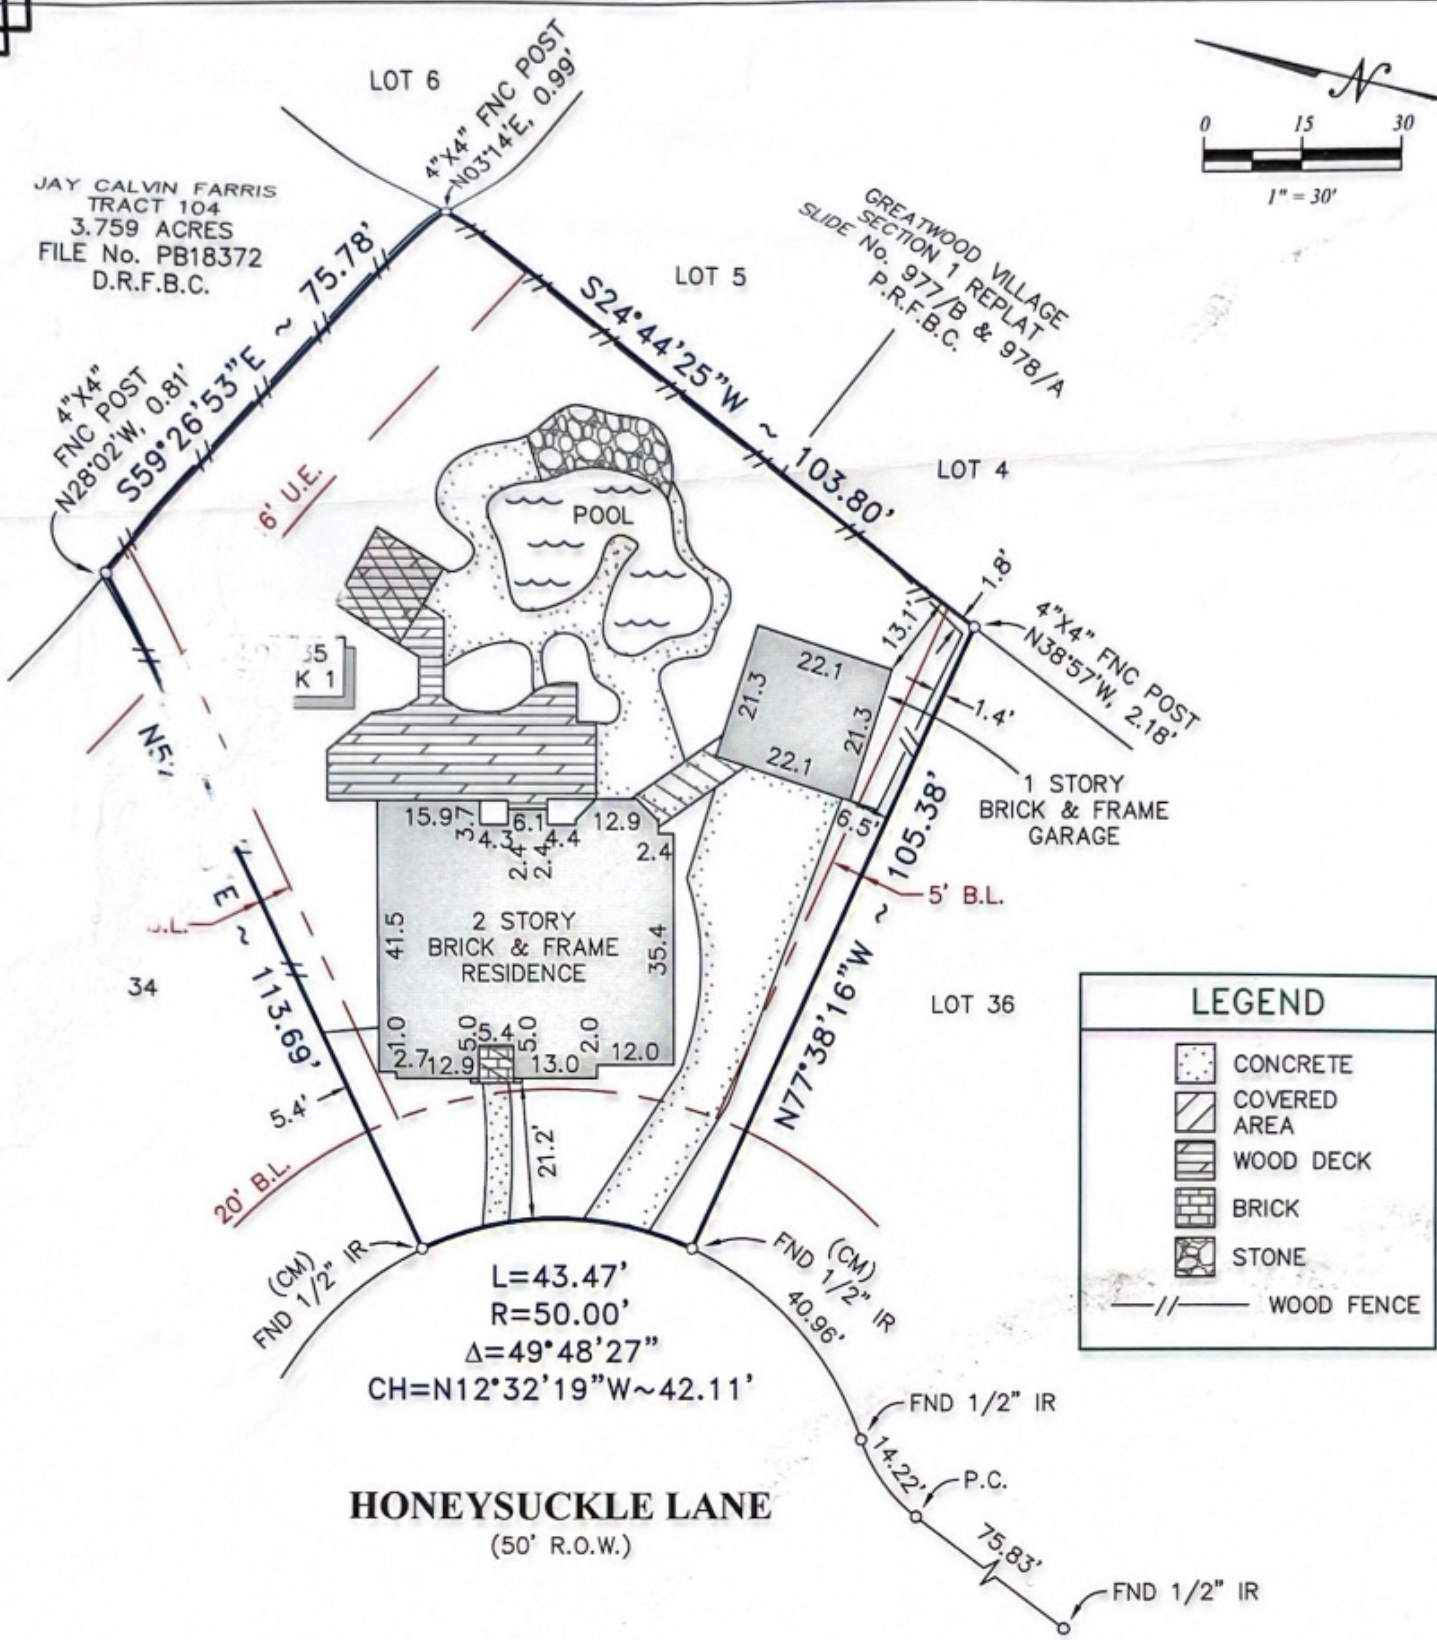 LOT 6
4"X4" FNC POST
N03°14'E, 0.99'
N
0 15 30
1" = 30'
JAY CALVIN FARRIS
TRACT 104
3.759 ACRES
FILE No. PB18372
D.R.F.B.C.
GREATWOOD VILLAGE
SECTION 1 REPLAT
SLIDE No. 977/B & 978/A
P.R.F.B.C.
LOT 5
S59°26'53"E ~ 75.78'
S24°44'25"W ~ 103.80'
4"X4"
FNC POST
N28°02'W, 0.81'
6' U.E.
POOL
LOT 4
1.8'
4"X4" FNC POST
N38°57'W, 2.18'
13.1'
22.1
21.3
21.3
22.1
1.4'
35
K 1
1 STORY
BRICK & FRAME
GARAGE
6.5'
15.9
3.7
4.3
6.1
2.4
2.4
4.4
12.9
2.4
N77°38'16"W ~ 105.38'
5' B.L.
E ~ 113.69'
34
41.5
2 STORY
BRICK & FRAME
RESIDENCE
35.4
LOT 36
1.0
2.7
12.9
5.0
5.4
5.0
13.0
2.0
12.0
5.4'
20' B.L.
21.2'
LEGEND
CONCRETE
COVERED
AREA
WOOD DECK
BRICK
STONE
WOOD FENCE
(CM)
FND 1/2" IR
L=43.47'
R=50.00'
Δ=49°48'27"
CH=N12°32'19"W~42.11'
(CM)
FND 1/2" IR
40.96'
FND 1/2" IR
14.22'
P.C.
75.83'
FND 1/2" IR
HONEYSUCKLE LANE
(50' R.O.W.)